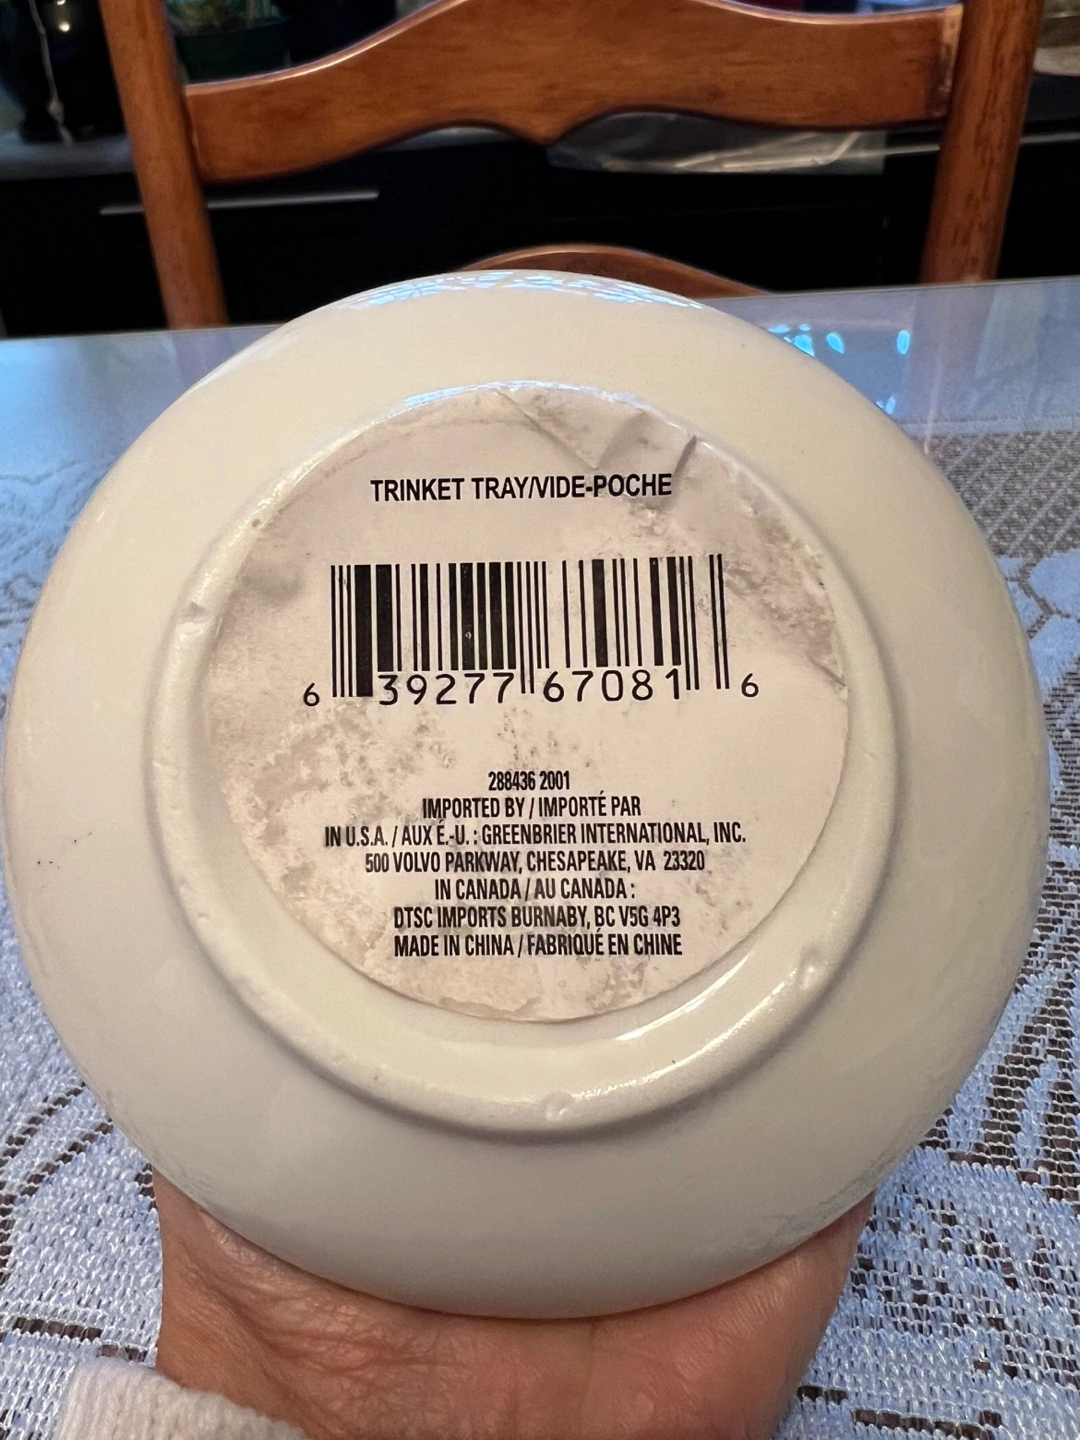 TRINKET TRAY/VIDE-POCHE
6 39277 67081 6
288436 2001
IMPORTED BY / IMPORTÉ PAR
IN U.S.A. / AUX É.-U. : GREENBRIER INTERNATIONAL, INC.
500 VOLVO PARKWAY, CHESAPEAKE, VA 23320
IN CANADA / AU CANADA :
DTSC IMPORTS BURNABY, BC V5G 4P3
MADE IN CHINA / FABRIQUÉ EN CHINE